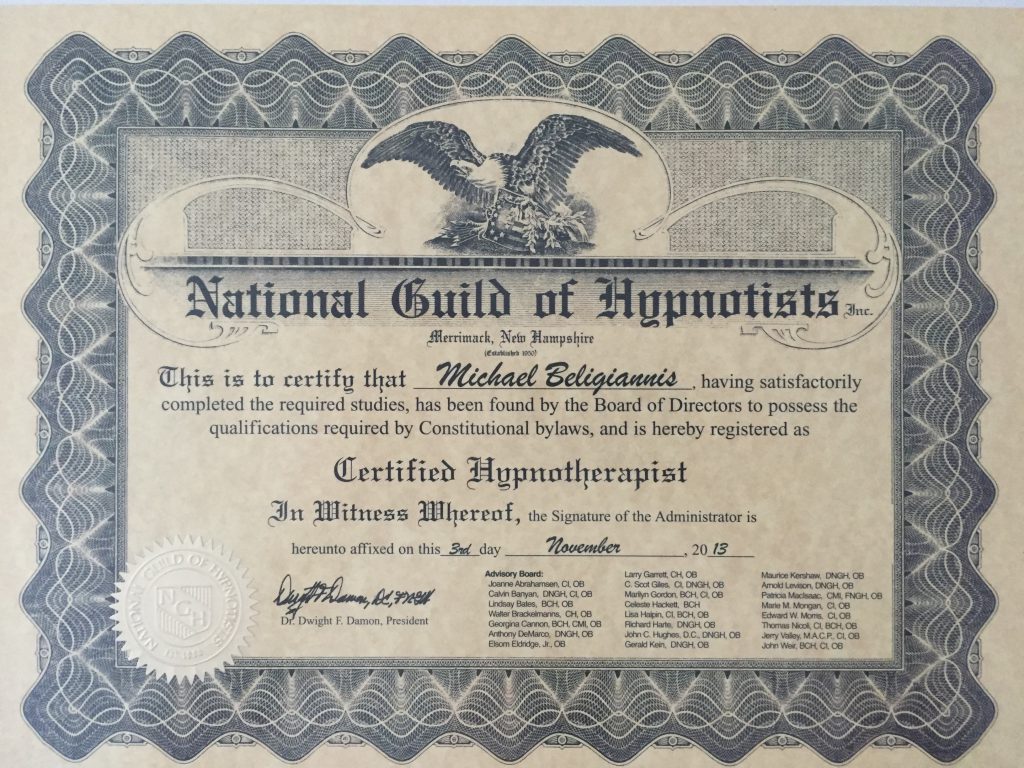 National Guild of Hypnotists Inc.
Merrimack, New Hampshire
(Established 1950)
This is to certify that Michael Beligiannis, having satisfactorily
completed the required studies, has been found by the Board of Directors to possess the
qualifications required by Constitutional bylaws, and is hereby registered as
Certified Hypnotherapist
In Witness Whereof, the Signature of the Administrator is
hereunto affixed on this 3rd day November, 2013
Dr. Dwight F. Damon, President
NATIONAL GUILD OF HYPNOTISTS
NGH
Advisory Board:
Joanne Abrahamsen, CI, OB
Calvin Banyan, DNGH, CI, OB
Lindsay Bates, BCH, OB
Walter Brackelmanns, CH, OB
Georgina Cannon, BCH, CMI, OB
Anthony DeMarco, DNGH, OB
Elsom Eldridge, Jr., OB
Larry Garrett, CH, OB
C. Scot Giles, CI, DNGH, OB
Marilyn Gordon, BCH, CI, OB
Celeste Hackett, BCH
Lisa Halpin, CI, BCH, OB
Richard Harte, DNGH, OB
John C. Hughes, D.C., DNGH, OB
Gerald Kein, DNGH, OB
Maurice Kershaw, DNGH, OB
Arnold Levison, DNGH, OB
Patricia MacIsaac, CMI, FNGH, OB
Marie M. Mongan, CI, OB
Edward W. Morris, CI, OB
Thomas Nicoli, CI, BCH, OB
Jerry Valley, M.A.C.P., CI, OB
John Weir, BCH, CI, OB